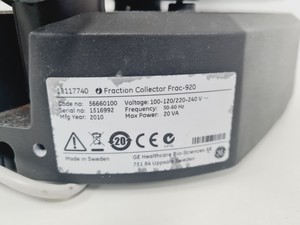 18117740 Fraction Collector Frac-920
Code no: 56660100 Voltage: 100-120/220-240 V ~
Serial no: 1516992 Frequency: 50-60 Hz
Mfg Year: 2010 Max Power: 20 VA
20
CE
Made in Sweden
GE Healthcare Bio-Sciences AB
751 84 Uppsala Sweden
GE